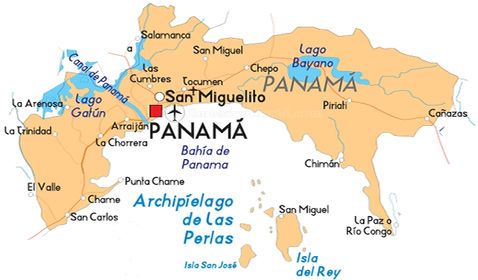 Salamanca
a
San Miguel
Lago
Bayano
Canal de Panamá
Las
Cumbres
Tocumen
Chepo
PANAMÁ
La Arenosa
Lago
Gatún
San Miguelito
Piriati
Cañazas
La Trinidad
Arraiján
PANAMÁ
La Chorrera
Bahía de
Panama
Chimán
El Valle
Punta Chame
Chame
San Carlos
Archipíelago
de Las
Perlas
San Miguel
La Paz o
Río Congo
Isla San José
Isla
del Rey